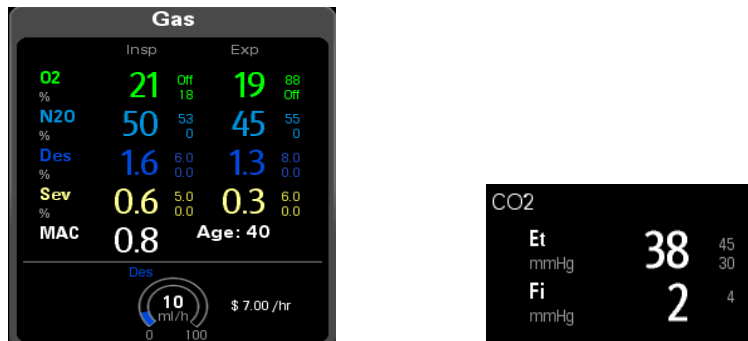 Gas
Insp Exp
O2 % 21 Off 18 19 88 Off
N2O % 50 53 0 45 55 0
Des % 1.6 6.0 0.0 1.3 8.0 0.0
Sev % 0.6 5.0 0.0 0.3 6.0 0.0
MAC 0.8 Age: 40
Des
10
ml/h
$ 7.00 /hr
0 100
CO2
Et mmHg 38 45 30
Fi mmHg 2 4